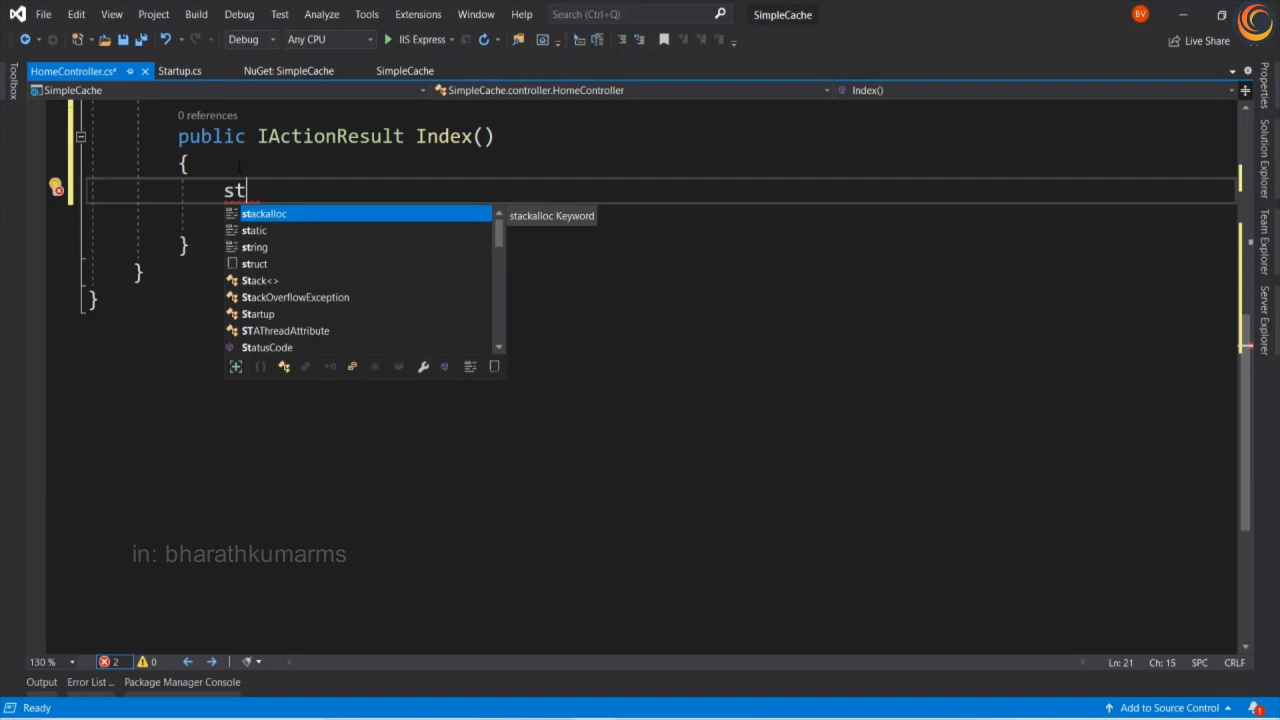 File Edit View Project Build Debug Test Analyze Tools Extensions Window Help Search (Ctrl+Q) SimpleCache BV
Debug Any CPU IIS Express Live Share
HomeController.cs* Startup.cs NuGet: SimpleCache SimpleCache
SimpleCache SimpleCache.controller.HomeController Index()
Toolbox
Properties
Solution Explorer
Team Explorer
Server Explorer
0 references
public IActionResult Index()
{
st
stackalloc
stackalloc Keyword
static
string
struct
Stack<>
StackOverflowException
Startup
STAThreadAttribute
StatusCode
}
}
}
in: bharathkumarms
130 % 2 0 Ln: 21 Ch: 15 SPC CRLF
Output Error List ... Package Manager Console
Ready Add to Source Control 1